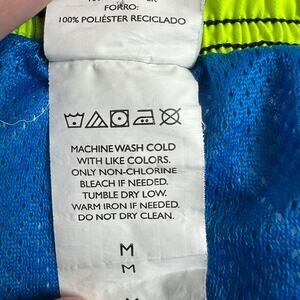 FORRO:
100% POLIÉSTER RECICLADO
MACHINE WASH COLD
WITH LIKE COLORS.
ONLY NON-CHLORINE
BLEACH IF NEEDED.
TUMBLE DRY LOW.
WARM IRON IF NEEDED.
DO NOT DRY CLEAN.
M
M